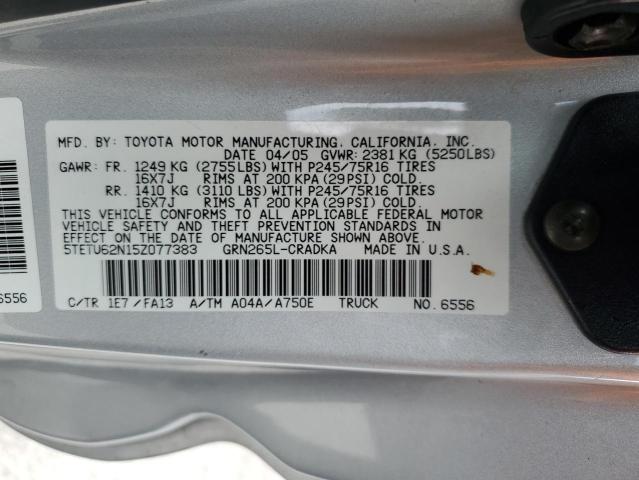 MFD. BY: TOYOTA MOTOR MANUFACTURING, CALIFORNIA, INC.
DATE 04/05 GVWR: 2381 KG (5250LBS)
GAWR: FR. 1249 KG (2755LBS) WITH P245/75R16 TIRES
16X7J RIMS AT 200 KPA (29 PSI) COLD
RR. 1410 KG (3110 LBS) WITH P245/75R16 TIRES
16X7J RIMS AT 200 KPA (29 PSI) COLD.
THIS VEHICLE CONFORMS TO ALL APPLICABLE FEDERAL MOTOR
VEHICLE SAFETY AND THEFT PREVENTION STANDARDS IN
EFFECT ON THE DATE OF MANUFACTURE SHOWN ABOVE.
5TETU62N15Z077383 GRN265L-CRADKA MADE IN U.S.A.
C/TR 1E7/FA13 A/TM A04A/A750E TRUCK NO. 6556
6556